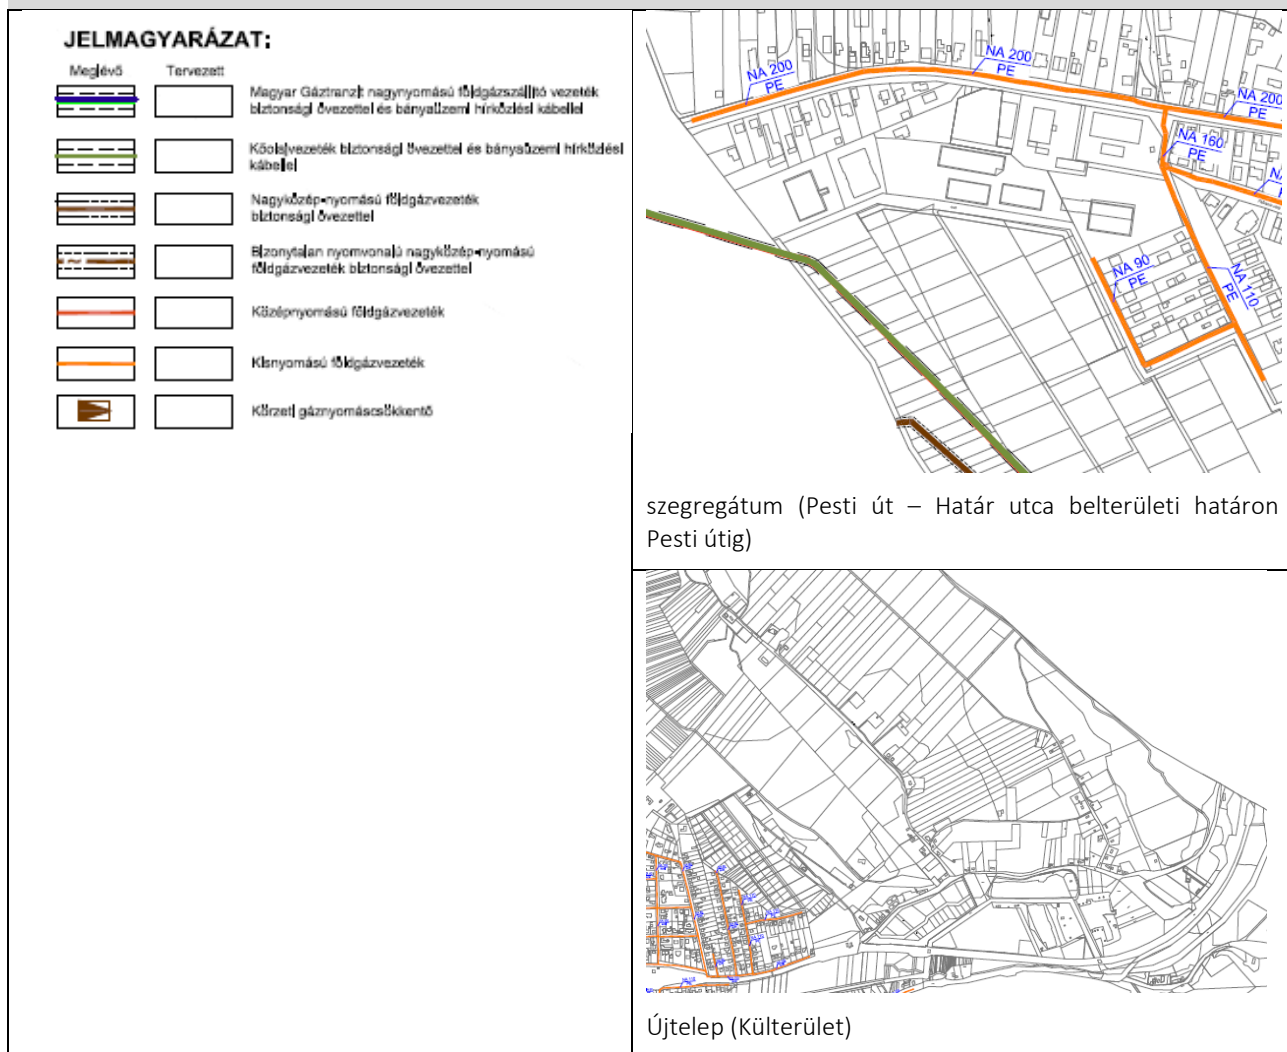 JELMAGYARÁZAT:
Meglévő Tervezett
Magyar Gáztranzit nagynyomású földgázszállító vezeték
biztonsági övezettel és bányaüzemi hírközlési kábellel
Kőolajvezeték biztonsági övezettel és bányaüzemi hírközlési
kábellel
Nagyközép-nyomású földgázvezeték
biztonsági övezettel
Bizonytalan nyomvonalú nagyközép-nyomású
földgázvezeték biztonsági övezettel
Középnyomású földgázvezeték
Kisnyomású földgázvezeték
Körzeti gáznyomáscsökkentő
NA 200
PE
NA 200
PE
NA 200
PE
NA 160
PE
NA 90
PE
NA 110
PE
szegregátum (Pesti út – Határ utca belterületi határon
Pesti útig)
Újtelep (Külterület)